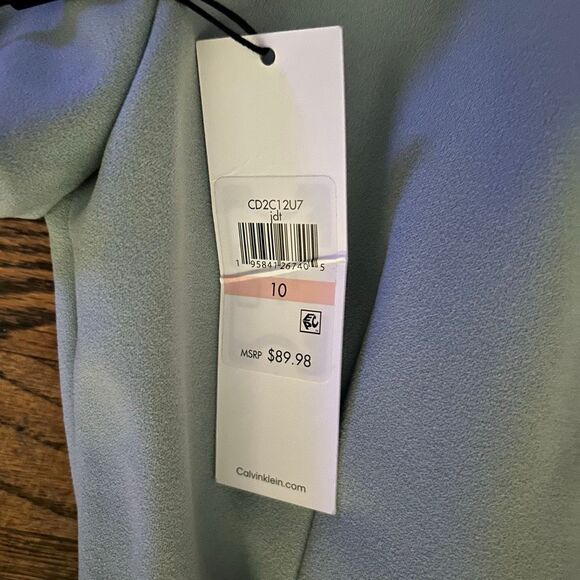 CD2C12U7
jdt
1 95841 26740 5
10
MSRP $89.98
Calvinklein.com